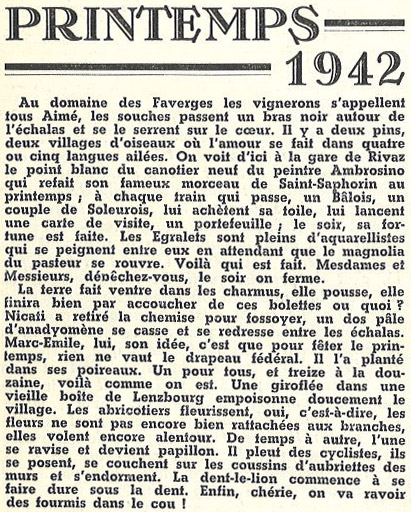 PRINTEMPS
1942
Au domaine des Faverges les vignerons s'appellent
tous Aimé, les souches passent un bras noir autour de
l'échalas et se le serrent sur le cœur. Il y a deux pins,
deux villages d'oiseaux où l'amour se fait dans quatre
ou cinq langues ailées. On voit d'ici à la gare de Rivaz
le point blanc du canotier neuf du peintre Ambrosino
qui refait son fameux morceau de Saint-Saphorin au
printemps ; à chaque train qui passe, un Bâlois, un
couple de Soleurois, lui achètent sa toile, lui lancent
une carte de visite, un portefeuille ; le soir, sa for-
tune est faite. Les Egralets sont pleins d'aquarellistes
qui se peignent entre eux en attendant que le magnolia
du pasteur se rouvre. Voilà qui est fait. Mesdames et
Messieurs, dépêchez-vous, le soir on ferme.
La terre fait ventre dans les charmus, elle pousse, elle
finira bien par accoucher de ces bolettes ou quoi ?
Nicati a retiré la chemise pour fossoyer, un dos pâle
d'anadyomène se casse et se redresse entre les échalas.
Marc-Emile, lui, son idée, c'est que pour fêter le prin-
temps, rien ne vaut le drapeau fédéral. Il l'a planté
dans ses poireaux. Un pour tous, et treize à la dou-
zaine, voilà comme on est. Une giroflée dans une
vieille boîte de Lenzbourg empoisonne doucement le
village. Les abricotiers fleurissent, oui, c'est-à-dire, les
fleurs ne sont pas encore bien rattachées aux branches,
elles volent encore alentour. De temps à autre, l'une
se ravise et devient papillon. Il pleut des cyclistes, ils
se posent, se couchent sur les coussins d'aubriettes des
murs et s'endorment. La dent-de-lion commence à se
faire dure sous la dent. Enfin, chérie, on va ravoir
des fourmis dans le cou !